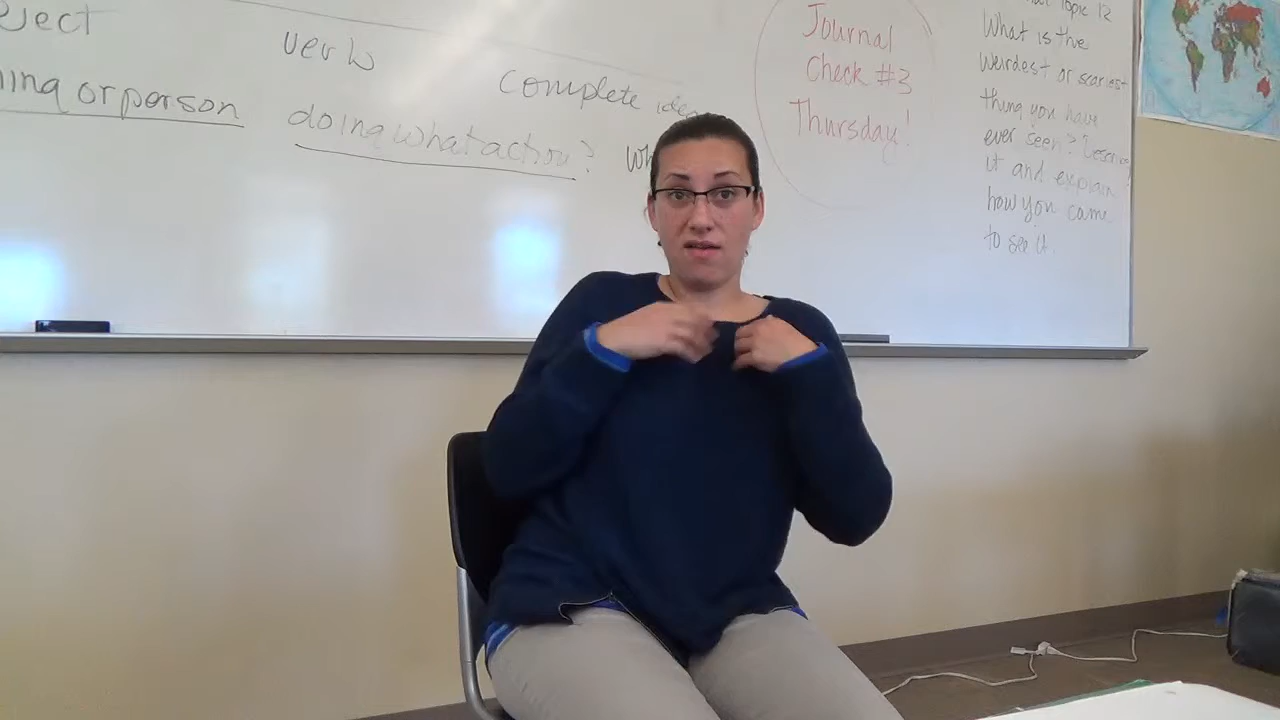 verb
ing or person
doing what action?
complete idea
Journal
Check #3
Thursday!
Topic 12
What is the
weirdest or scariest
thing you have
ever seen? Describe
it and explain
how you came
to see it.